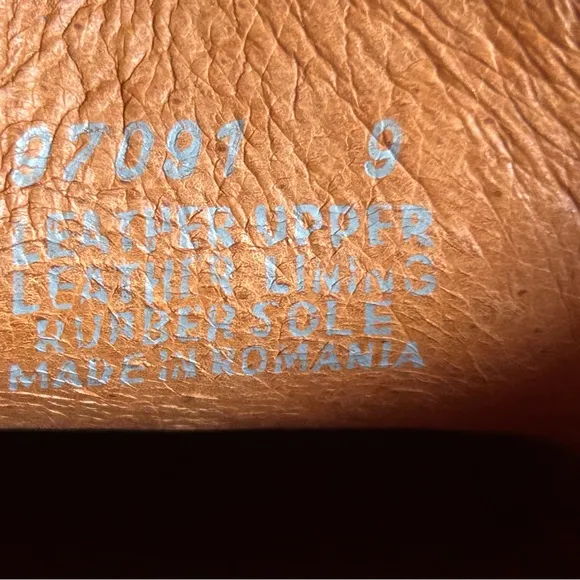 97091 9
LEATHER UPPER
LEATHER LINING
RUBBER SOLE
MADE IN ROMANIA